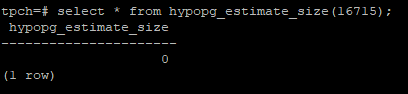 tpch=# select * from hypopg_estimate_size(16715);
hypopg_estimate_size
----------------------
0
(1 row)